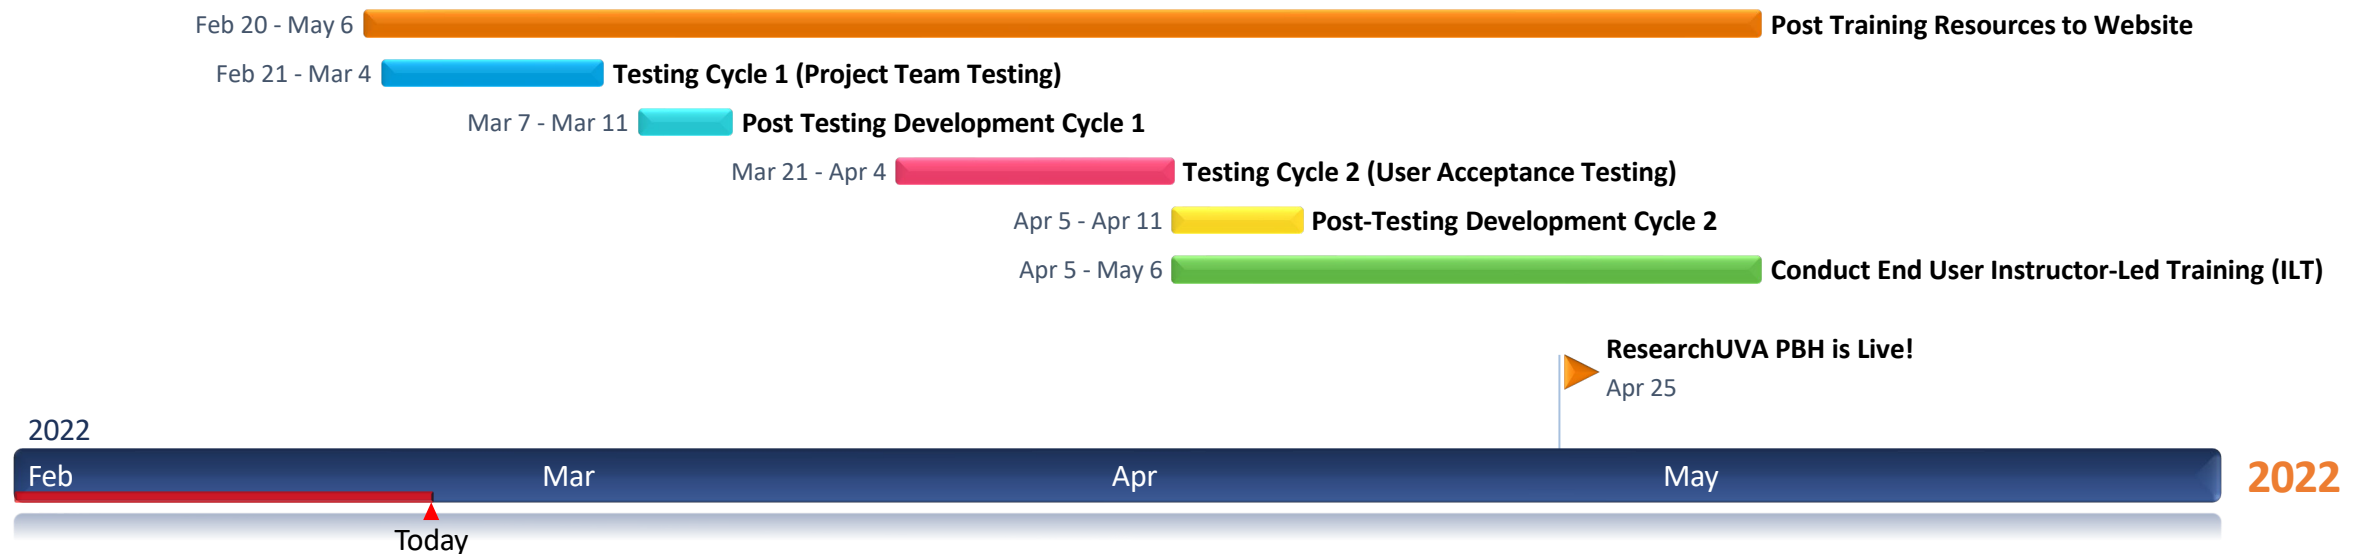 Feb 20 - May 6 Post Training Resources to Website
Feb 21 - Mar 4 Testing Cycle 1 (Project Team Testing)
Mar 7 - Mar 11 Post Testing Development Cycle 1
Mar 21 - Apr 4 Testing Cycle 2 (User Acceptance Testing)
Apr 5 - Apr 11 Post-Testing Development Cycle 2
Apr 5 - May 6 Conduct End User Instructor-Led Training (ILT)
ResearchUVA PBH is Live!
Apr 25
2022
Feb Mar Apr May 2022
Today